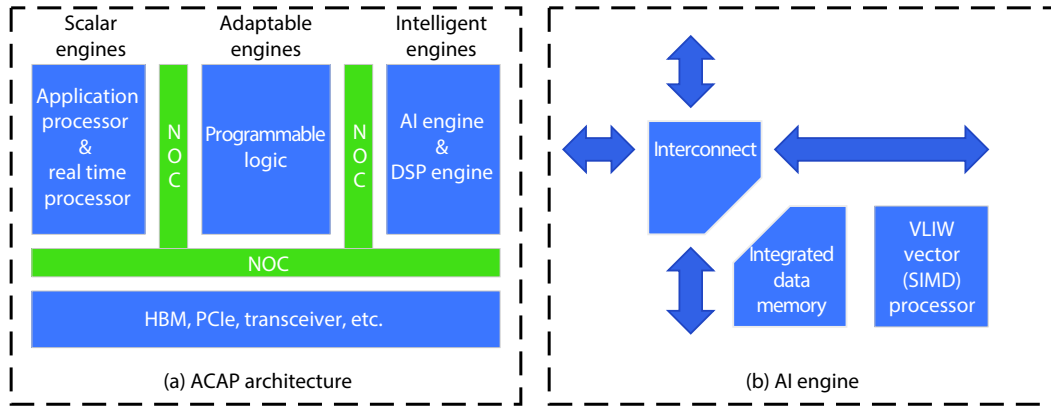 Scalar
engines
Adaptable
engines
Intelligent
engines
Application
processor
&
real time
processor
N
O
C
Programmable
logic
N
O
C
AI engine
&
DSP engine
NOC
HBM, PCIe, transceiver, etc.
(a) ACAP architecture
Interconnect
Integrated
data
memory
VLIW
vector
(SIMD)
processor
(b) AI engine